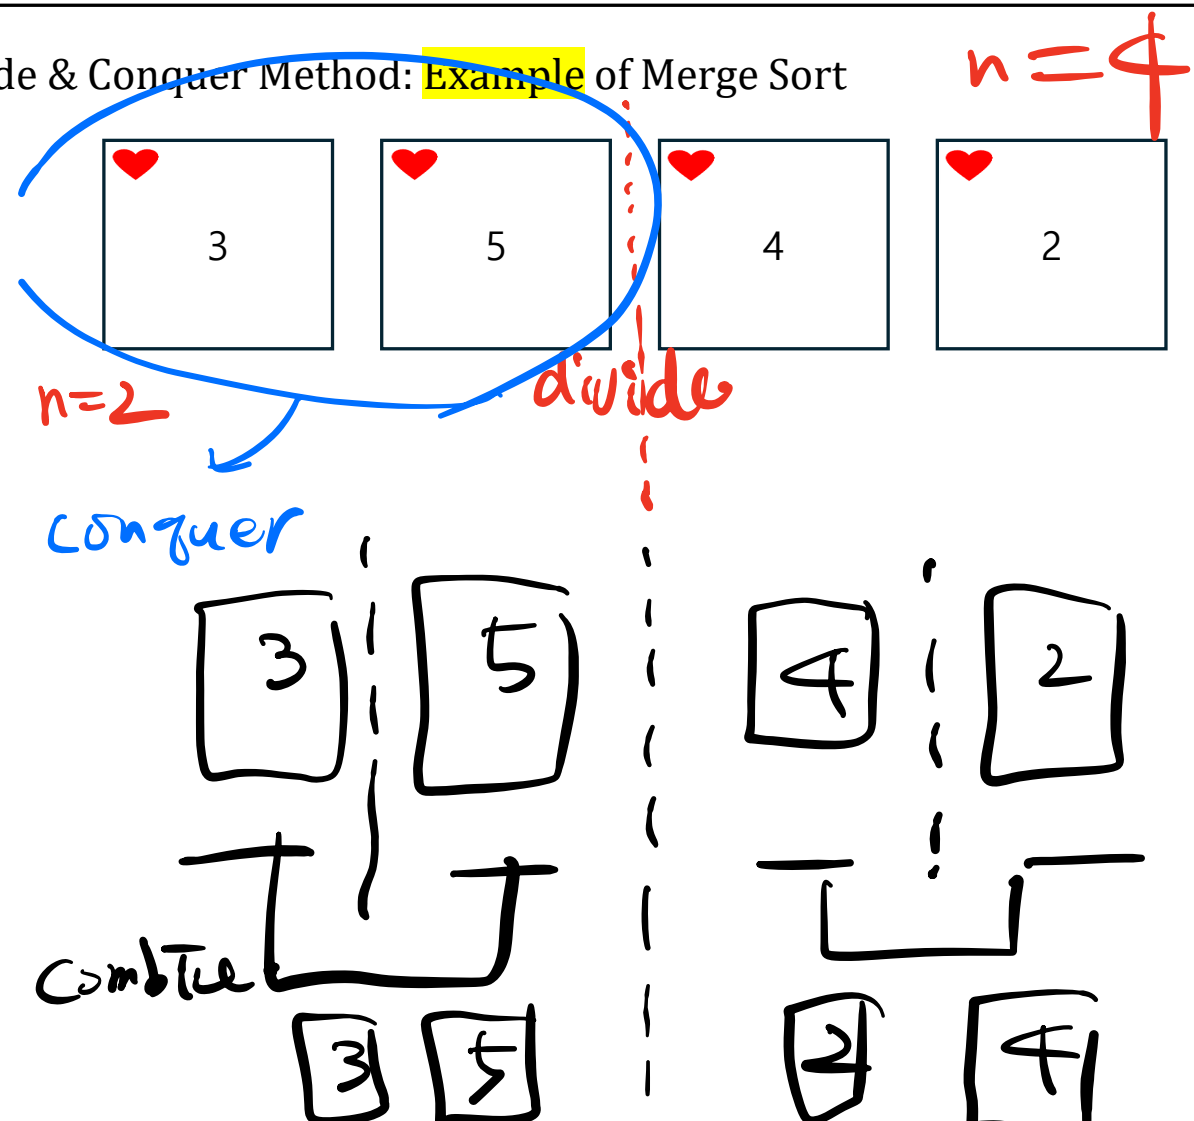 de & Conquer Method: Example of Merge Sort
n=4
3 5 4 2
n=2
divide
conquer
3 5 4 2
3 5 2 4